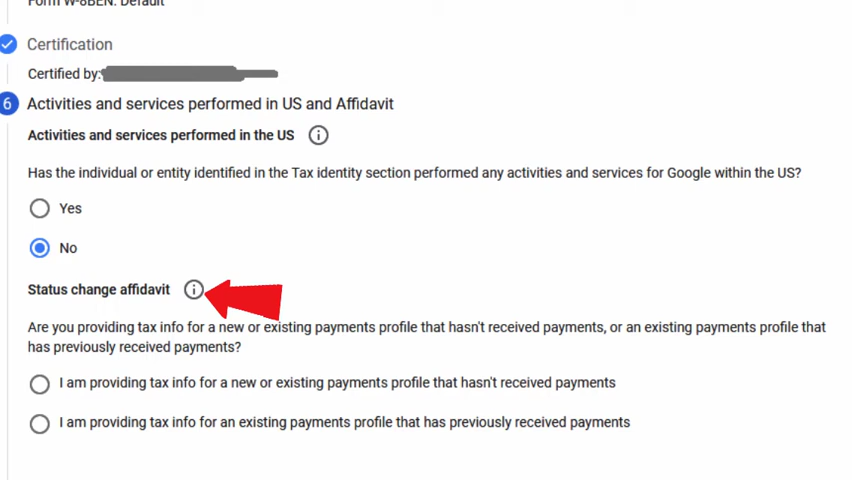 Form W-8BEN: Default
Certification
Certified by:
6 Activities and services performed in US and Affidavit
Activities and services performed in the US
Has the individual or entity identified in the Tax identity section performed any activities and services for Google within the US?
Yes
No
Status change affidavit
Are you providing tax info for a new or existing payments profile that hasn't received payments, or an existing payments profile that
has previously received payments?
I am providing tax info for a new or existing payments profile that hasn't received payments
I am providing tax info for an existing payments profile that has previously received payments